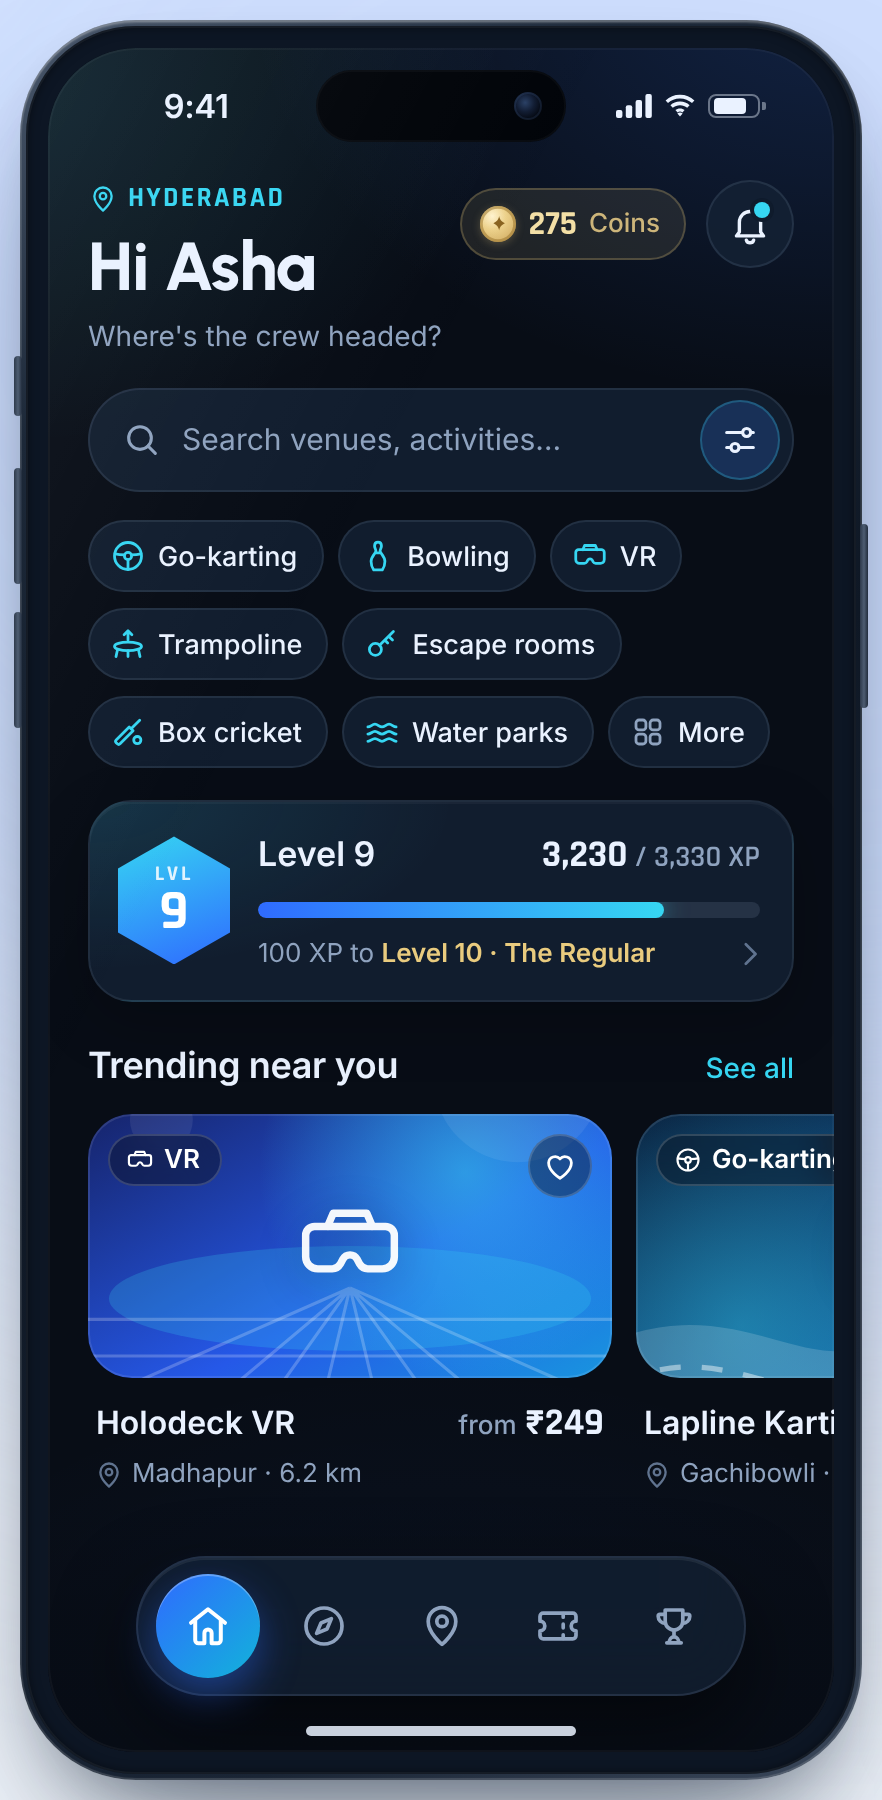 9:41
HYDERABAD
275 Coins
Hi Asha
Where's the crew headed?
Search venues, activities...
Go-karting
Bowling
VR
Trampoline
Escape rooms
Box cricket
Water parks
More
LVL
9
Level 9
3,230 / 3,330 XP
100 XP to Level 10 · The Regular
Trending near you
See all
VR
Go-karting
Holodeck VR
from ₹249
Madhapur · 6.2 km
Lapline Karti
Gachibowli ·